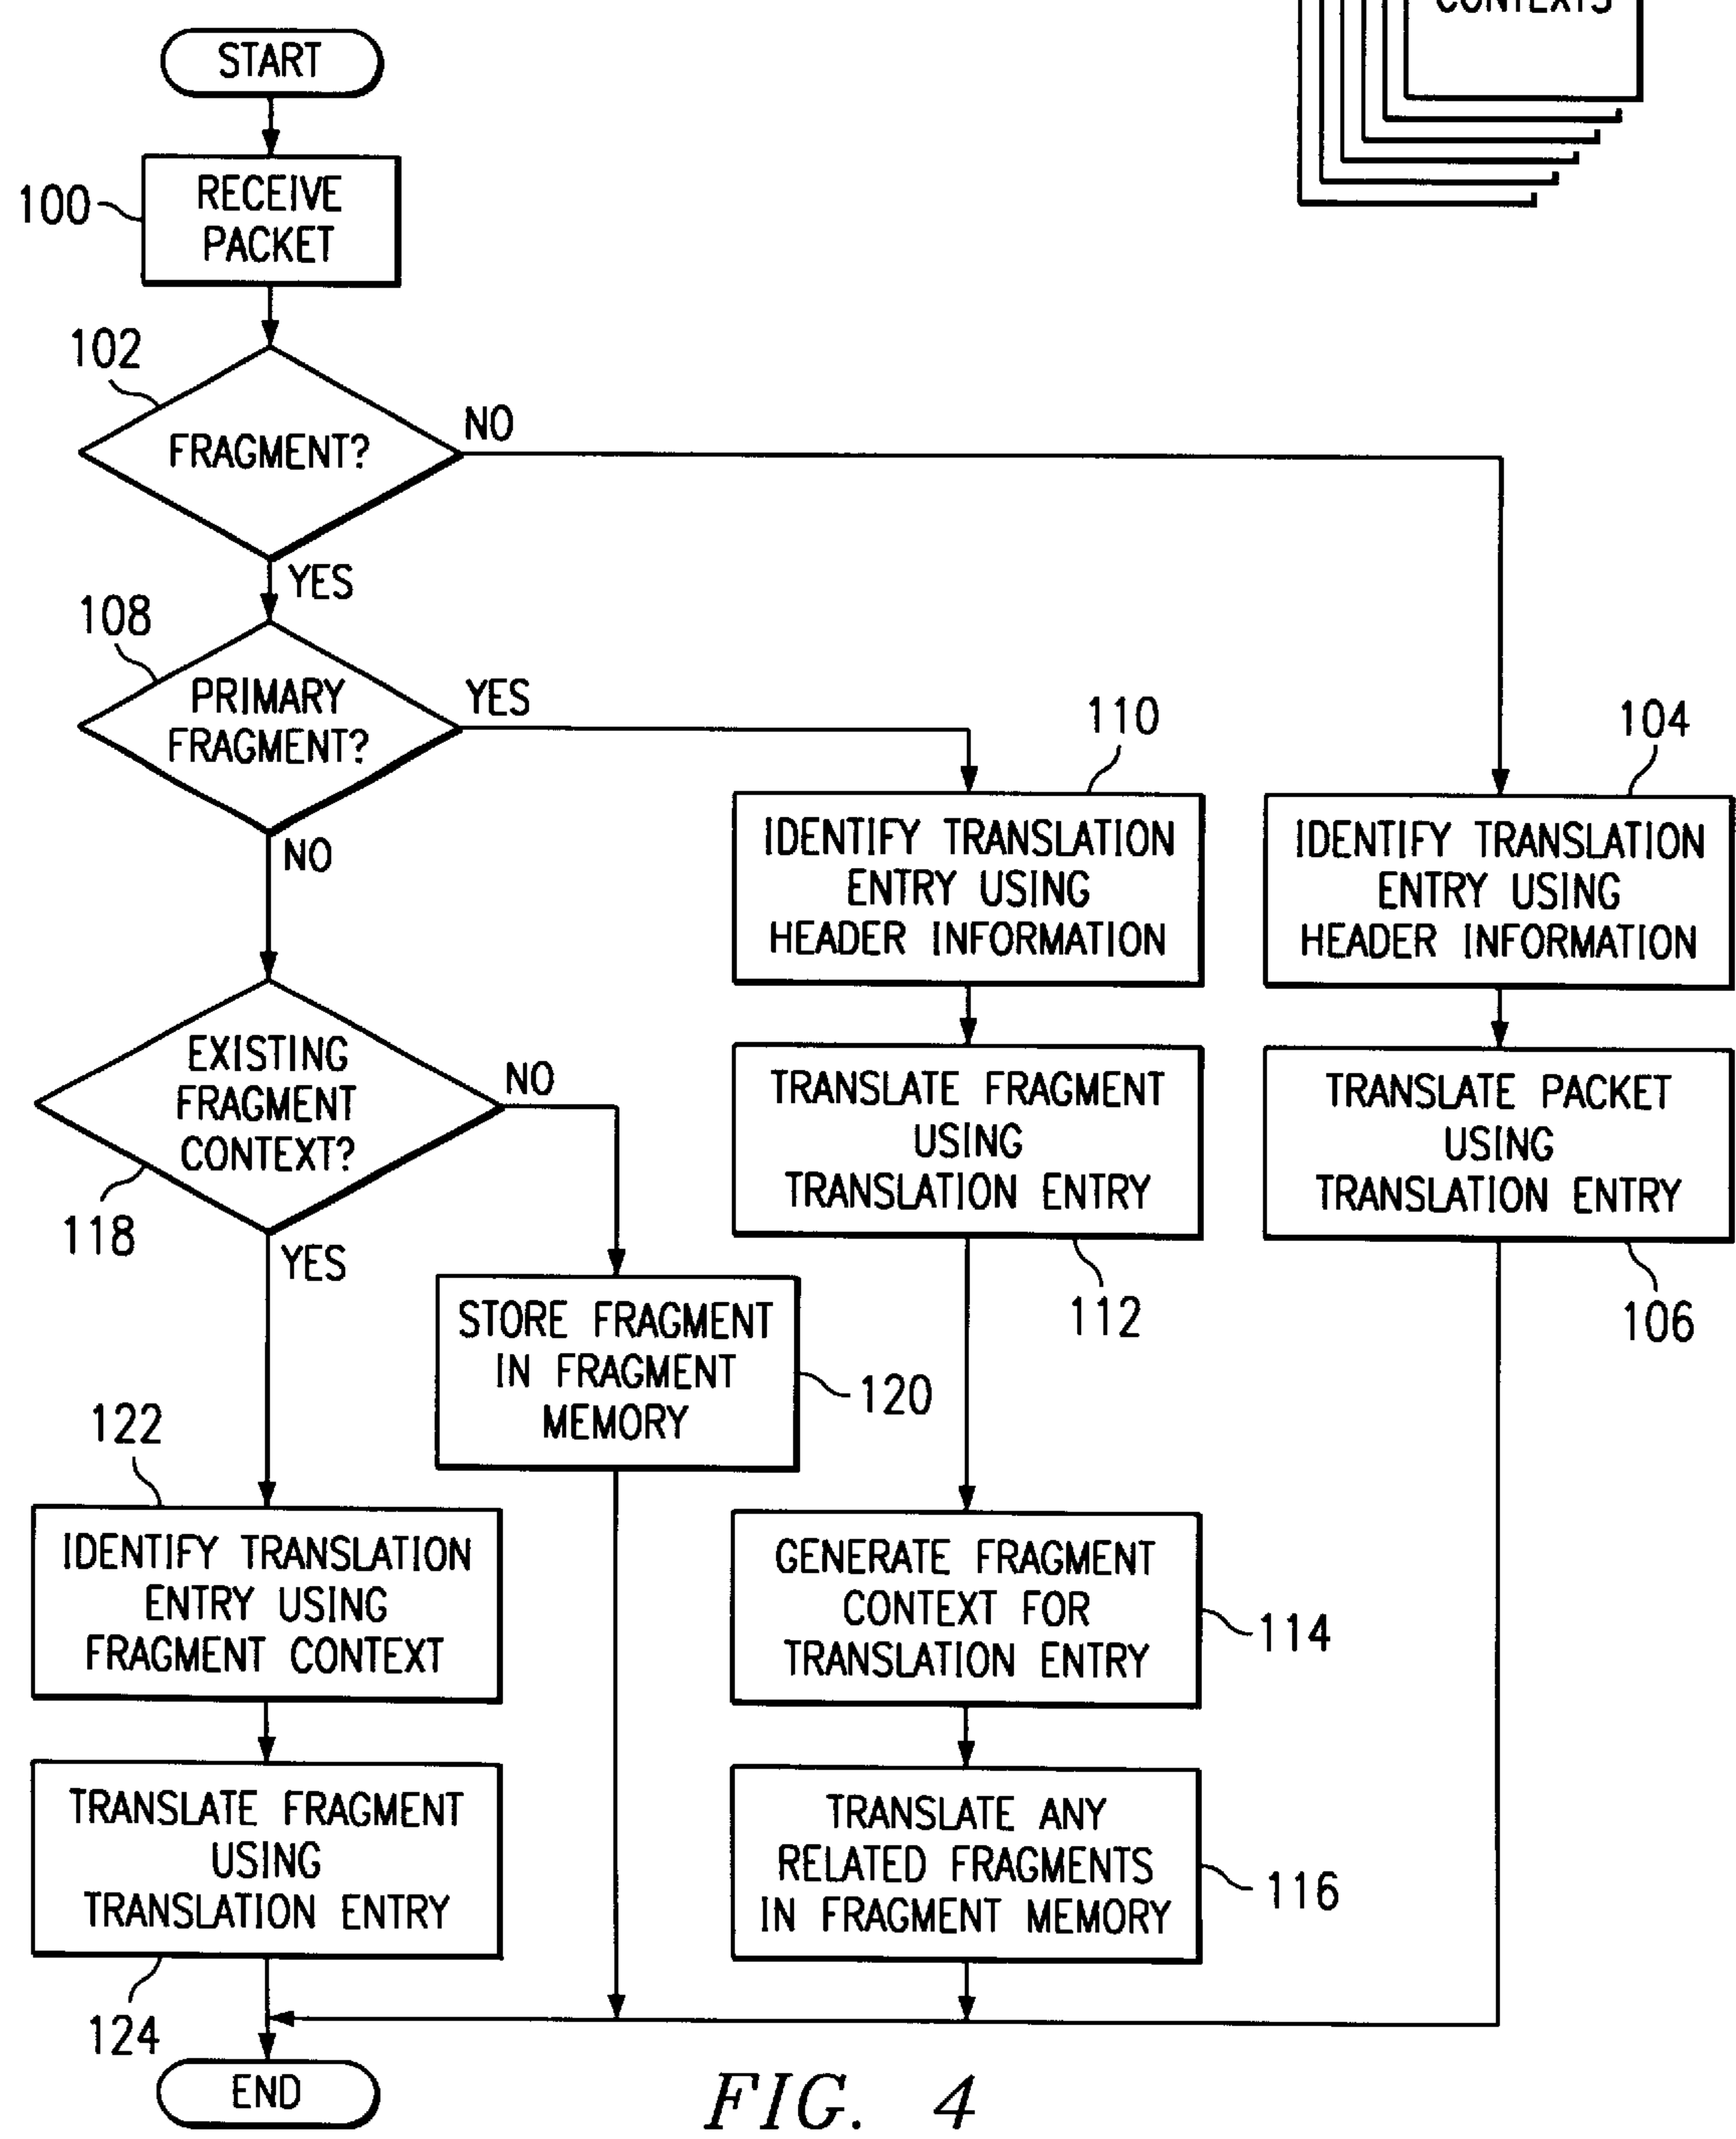 CONTEXTS
START
100
RECEIVE
PACKET
102
FRAGMENT?
NO
YES
108
PRIMARY
FRAGMENT?
YES
NO
110
IDENTIFY TRANSLATION
ENTRY USING
HEADER INFORMATION
104
IDENTIFY TRANSLATION
ENTRY USING
HEADER INFORMATION
EXISTING
FRAGMENT
CONTEXT?
118
NO
YES
TRANSLATE FRAGMENT
USING
TRANSLATION ENTRY
112
TRANSLATE PACKET
USING
TRANSLATION ENTRY
106
STORE FRAGMENT
IN FRAGMENT
MEMORY
120
122
IDENTIFY TRANSLATION
ENTRY USING
FRAGMENT CONTEXT
GENERATE FRAGMENT
CONTEXT FOR
TRANSLATION ENTRY
114
TRANSLATE FRAGMENT
USING
TRANSLATION ENTRY
124
TRANSLATE ANY
RELATED FRAGMENTS
IN FRAGMENT MEMORY
116
END
FIG. 4